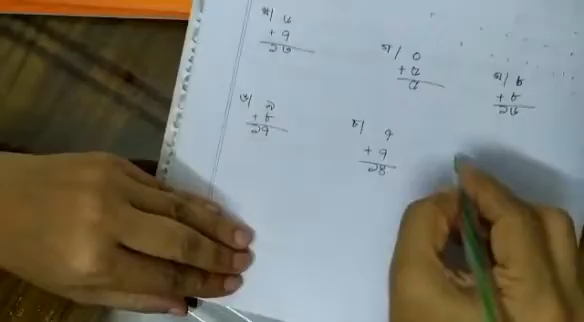 খ/ ৬
+ ৭
১৩
গ/ ০
+ ৫
৫
ঘ/ ৮
+ ৮
১৬
ঙ/ ৯
+ ৮
১৭
চ/ ৭
+ ৭
১৪